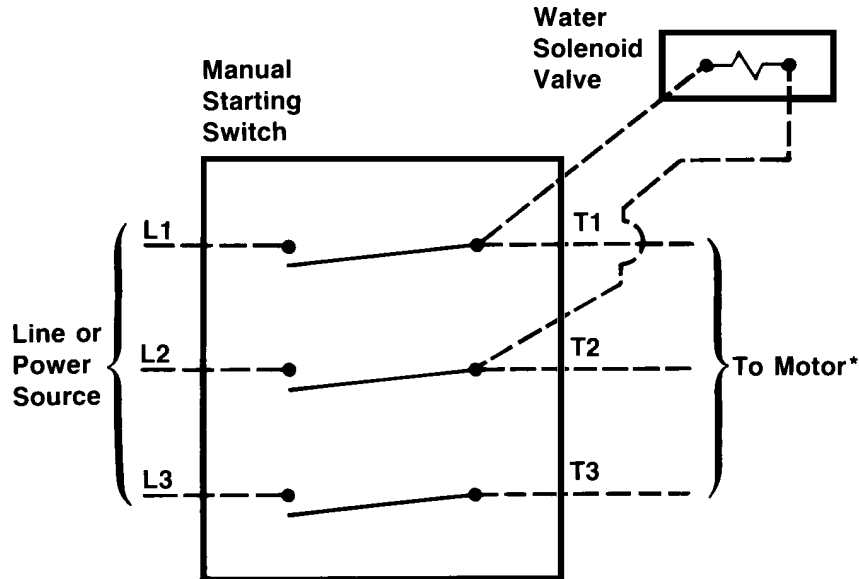 Water
Solenoid
Valve
Manual
Starting
Switch
L1
T1
Line or
Power
Source
L2
T2
To Motor*
L3
T3